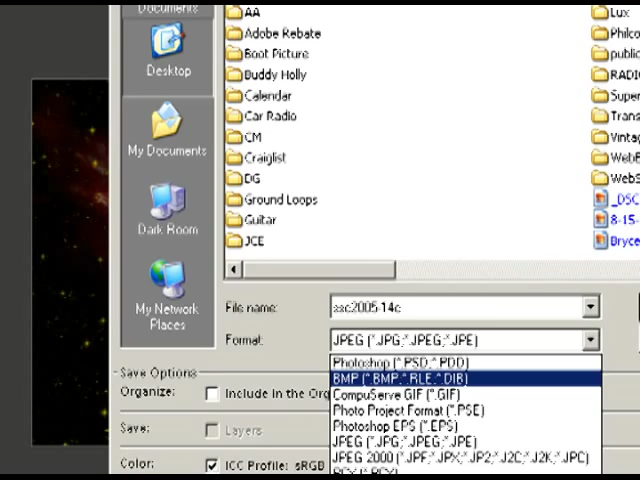 Documents
Desktop
My Documents
Dark Room
My Network
Places
AA
Adobe Rebate
Boot Picture
Buddy Holly
Calendar
Car Radio
CM
Craiglist
DG
Ground Loops
Guitar
JCE
Lux
Philco
public
RADI
Super
Trans
Vintag
WebE
WebS
_DSC
8-15-
Bryce
File name:
ssc2005-14c
Format:
JPEG (*.JPG;*.JPEG;*.JPE)
Photoshop (*.PSD;*.PDD)
BMP (*.BMP;*.RLE;*.DIB)
CompuServe GIF (*.GIF)
Photo Project Format (*.PSE)
Photoshop EPS (*.EPS)
JPEG (*.JPG;*.JPEG;*.JPE)
JPEG 2000 (*.JPF;*.JPX;*.JP2;*.J2C;*.J2K;*.JPC)
PCX (*.PCX)
Save Options
Organize:
Include in the Org
Save:
Layers
Color:
ICC Profile: sRGB